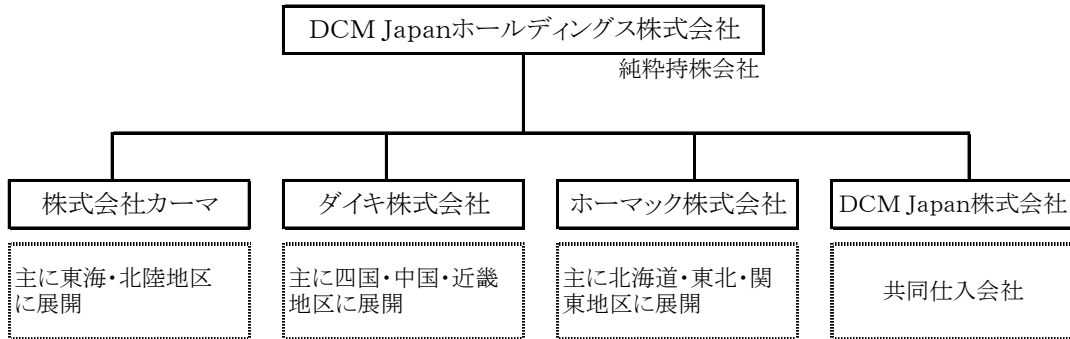 DCM Japanホールディングス株式会社
純粋持株会社
株式会社カーマ
ダイキ株式会社
ホーマック株式会社
DCM Japan株式会社
主に東海・北陸地区
に展開
主に四国・中国・近畿
地区に展開
主に北海道・東北・関
東地区に展開
共同仕入会社